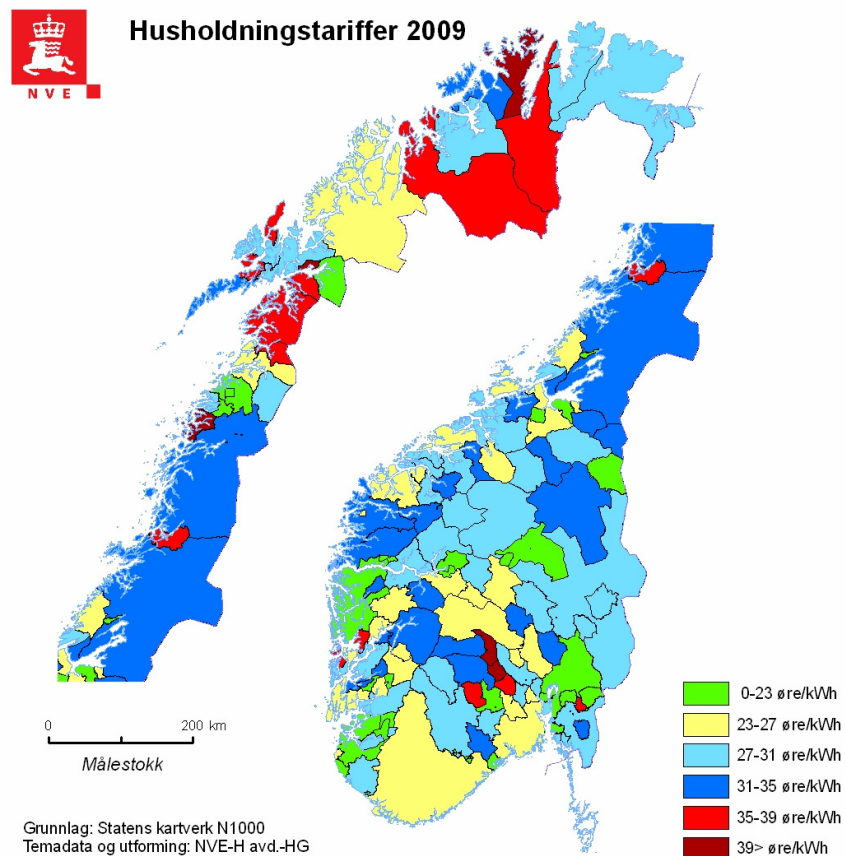 Husholdningstariffer 2009
NVE
0 200 km
Målestokk
0-23 øre/kWh
23-27 øre/kWh
27-31 øre/kWh
31-35 øre/kWh
35-39 øre/kWh
39> øre/kWh
Grunnlag: Statens kartverk N1000
Temadata og utforming: NVE-H avd.-HG